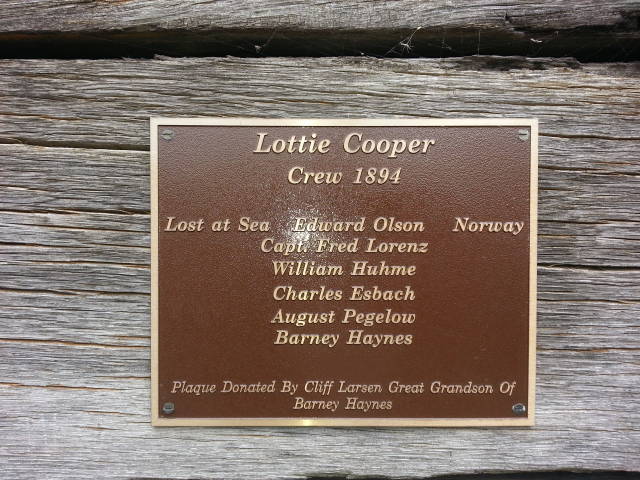 Lottie Cooper
Crew 1894
Lost at Sea Edward Olson Norway
Capt. Fred Lorenz
William Huhme
Charles Esbach
August Pegelow
Barney Haynes
Plaque Donated By Cliff Larsen Great Grandson Of
Barney Haynes